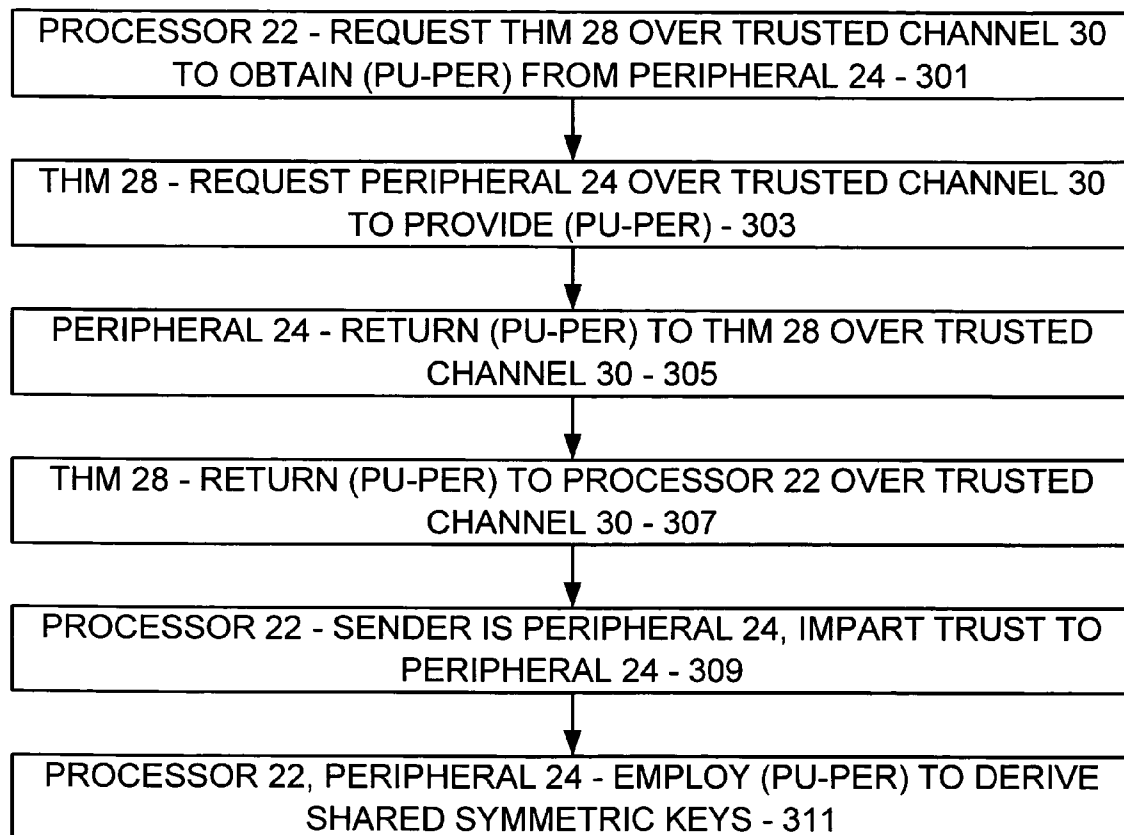 PROCESSOR 22 - REQUEST THM 28 OVER TRUSTED CHANNEL 30
TO OBTAIN (PU-PER) FROM PERIPHERAL 24 - 301
THM 28 - REQUEST PERIPHERAL 24 OVER TRUSTED CHANNEL 30
TO PROVIDE (PU-PER) - 303
PERIPHERAL 24 - RETURN (PU-PER) TO THM 28 OVER TRUSTED
CHANNEL 30 - 305
THM 28 - RETURN (PU-PER) TO PROCESSOR 22 OVER TRUSTED
CHANNEL 30 - 307
PROCESSOR 22 - SENDER IS PERIPHERAL 24, IMPART TRUST TO
PERIPHERAL 24 - 309
PROCESSOR 22, PERIPHERAL 24 - EMPLOY (PU-PER) TO DERIVE
SHARED SYMMETRIC KEYS - 311